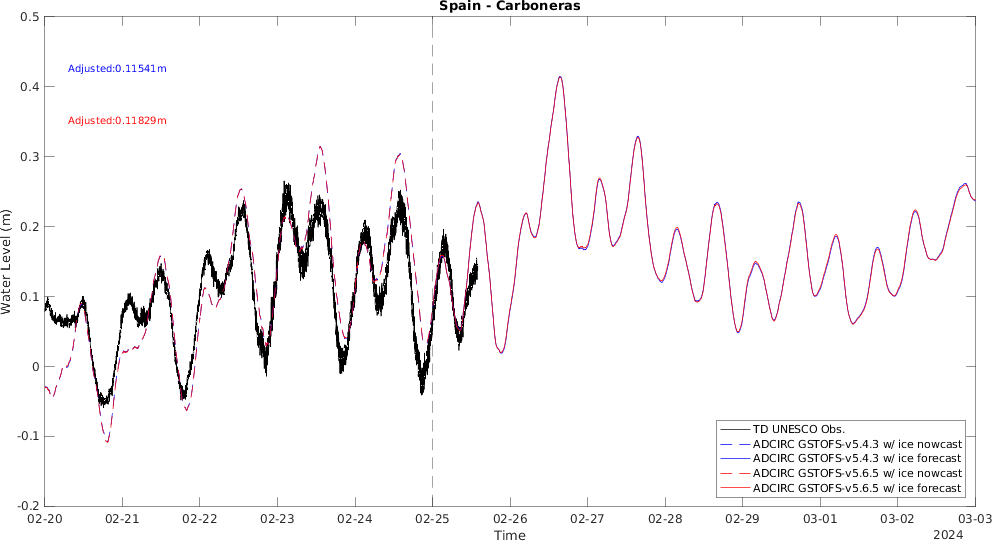 Spain - Carboneras
0.5
0.4
0.3
0.2
0.1
0
-0.1
-0.2
Water Level (m)
Adjusted:0.11541m
Adjusted:0.11829m
TD UNESCO Obs.
ADCIRC GSTOFS-v5.4.3 w/ ice nowcast
ADCIRC GSTOFS-v5.4.3 w/ ice forecast
ADCIRC GSTOFS-v5.6.5 w/ ice nowcast
ADCIRC GSTOFS-v5.6.5 w/ ice forecast
02-20 02-21 02-22 02-23 02-24 02-25 02-26 02-27 02-28 02-29 03-01 03-02 03-03
Time
2024